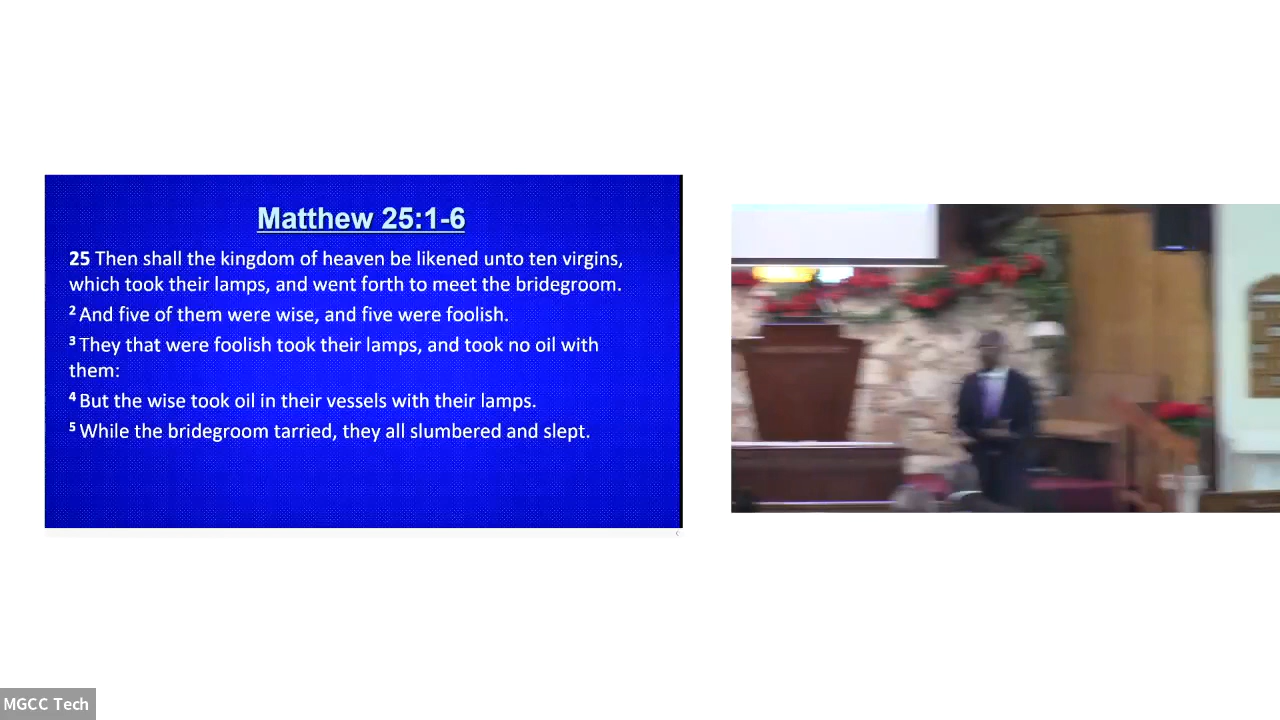 Matthew 25:1-6
25 Then shall the kingdom of heaven be likened unto ten virgins,
which took their lamps, and went forth to meet the bridegroom.
2 And five of them were wise, and five were foolish.
3 They that were foolish took their lamps, and took no oil with
them:
4 But the wise took oil in their vessels with their lamps.
5 While the bridegroom tarried, they all slumbered and slept.
MGCC Tech